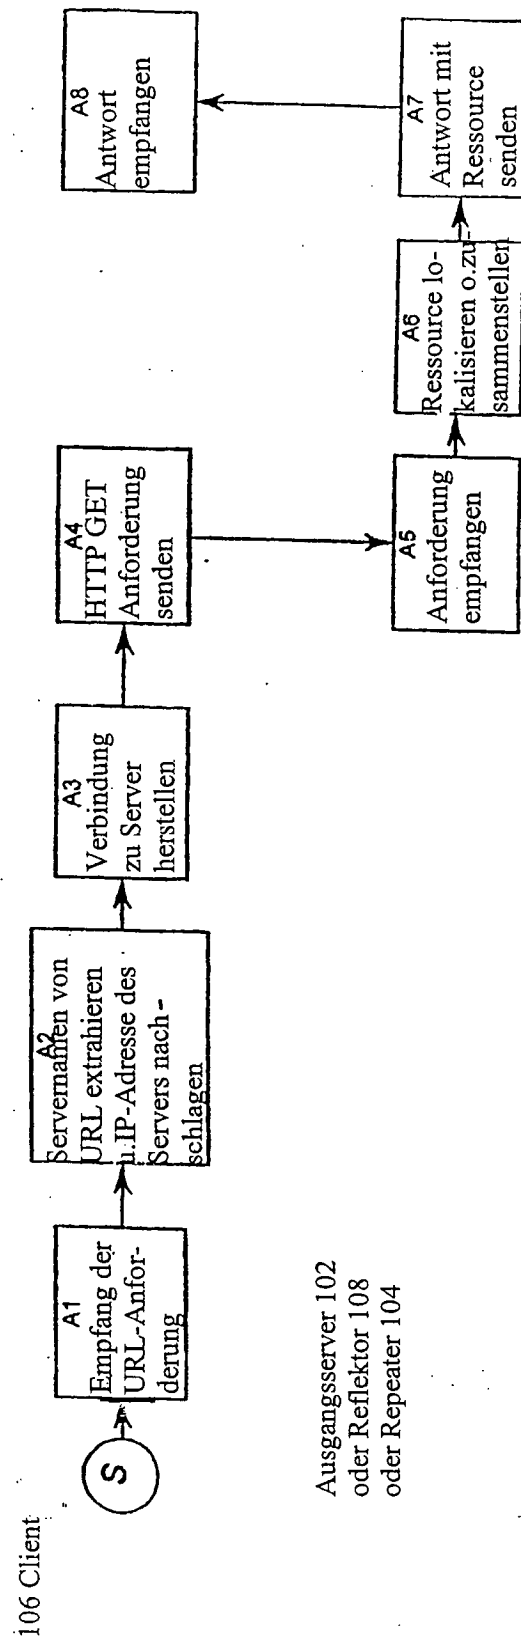 106 Client
S
A1
Empfang der
URL-Anfor-
derung
A2
Servernamen von
URL extrahieren
u.IP-Adresse des
Servers nach-
schlagen
A3
Verbindung
zu Server
herstellen
A4
HTTP GET
Anforderung
senden
A8
Antwort
empfangen
Ausgangsserver 102
oder Reflektor 108
oder Repeater 104
A5
Anforderung
empfangen
A6
Ressource lo-
kalisieren o.zu-
sammenstellen
A7
Antwort mit
Ressource
senden